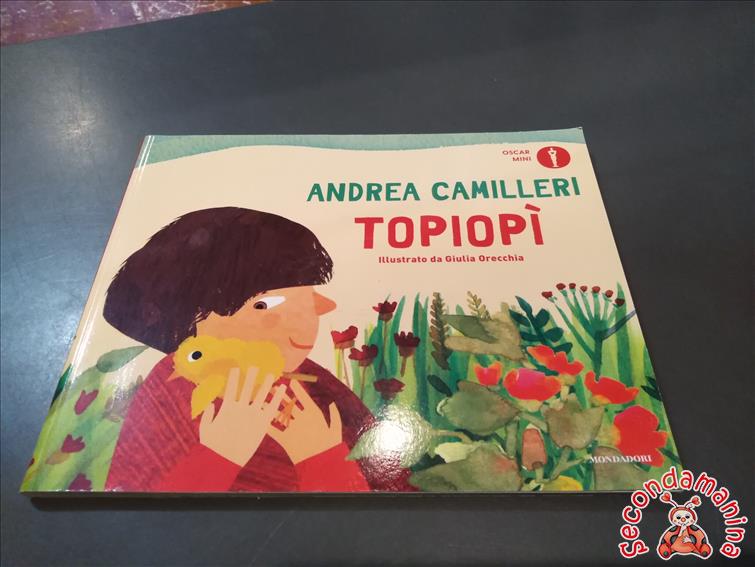 OSCAR
MINI
ANDREA CAMILLERI
TOPIOPÌ
Illustrato da Giulia Orecchia
MONDADORI
Secondamanina